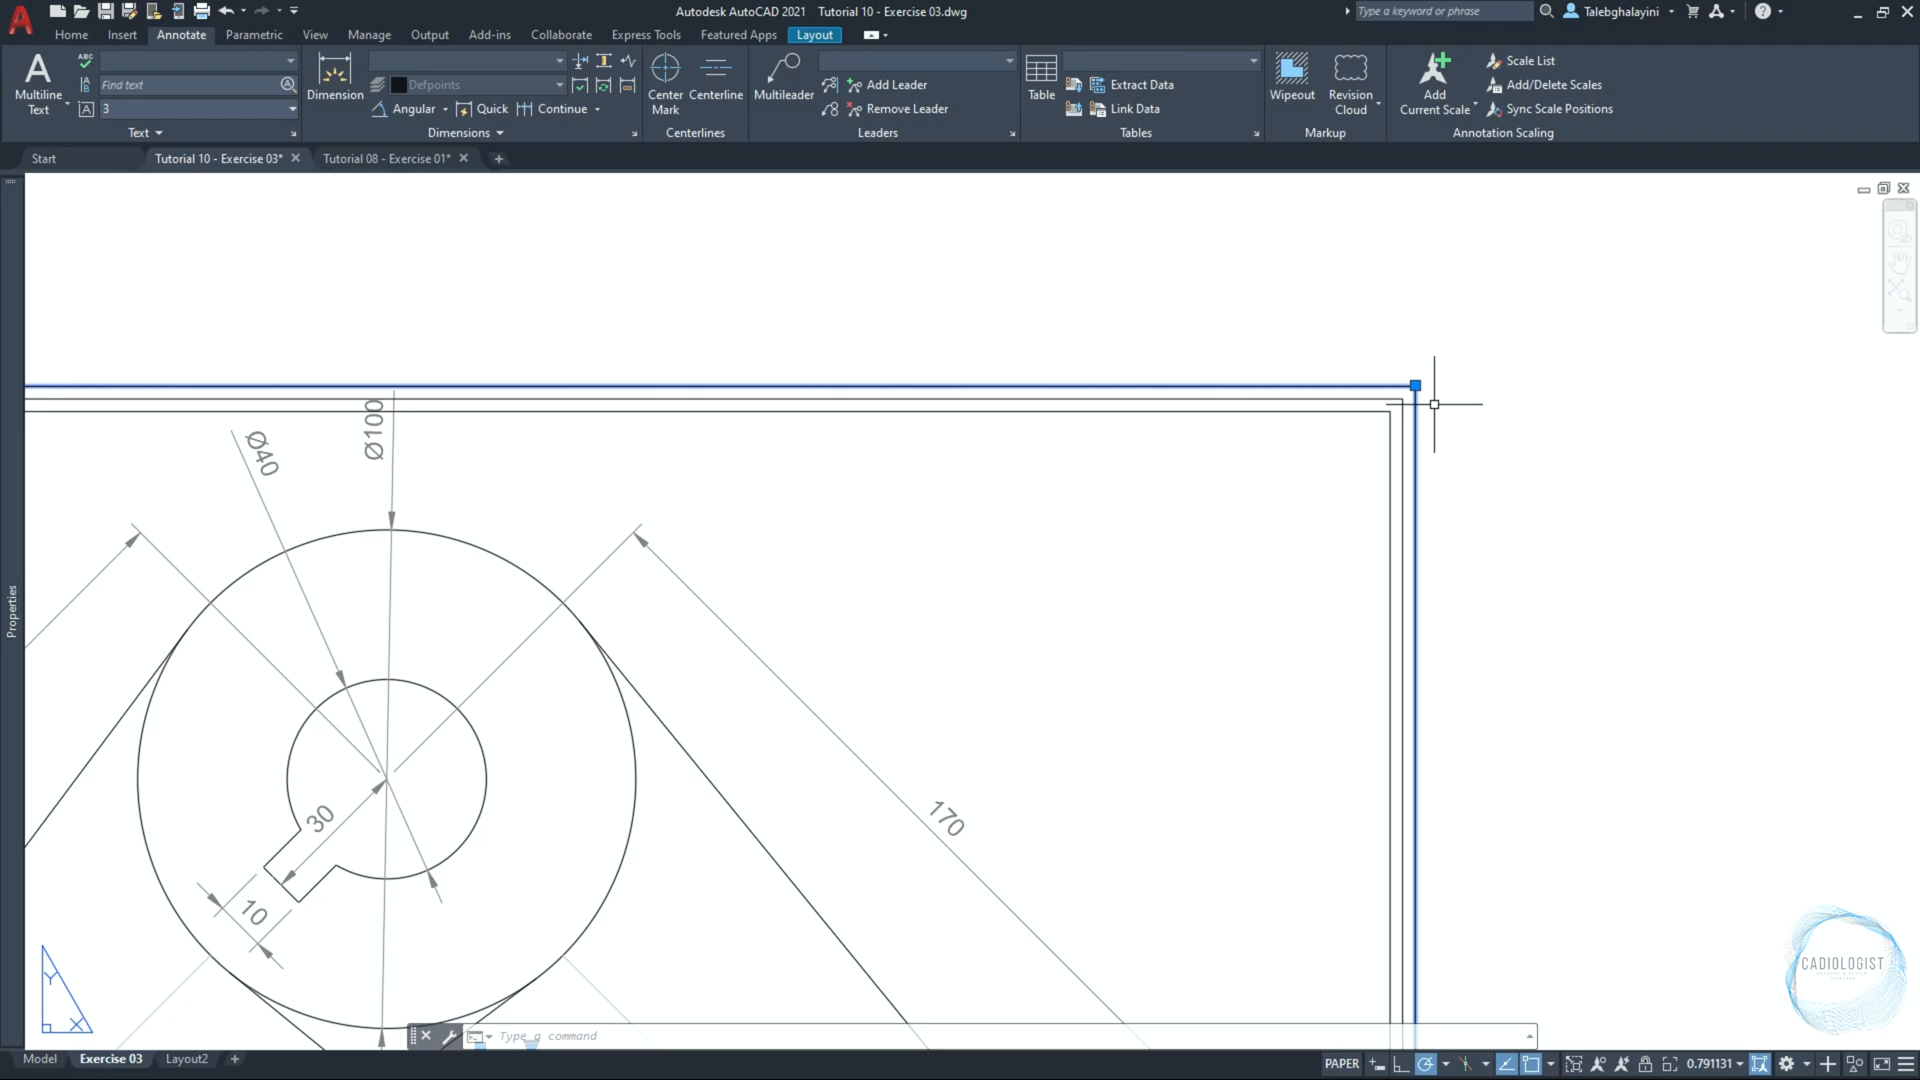 Autodesk AutoCAD 2021 Tutorial 10 - Exercise 03.dwg
Type a keyword or phrase
Talebghalayini
Home Insert Annotate Parametric View Manage Output Add-ins Collaborate Express Tools Featured Apps Layout
Multiline Text
ABC
Find text
3
Text
Dimension
Defpoints
Angular Quick Continue
Dimensions
Center Mark
Centerline
Centerlines
Multileader
Add Leader
Remove Leader
Leaders
Table
Extract Data
Link Data
Tables
Wipeout
Revision Cloud
Markup
Add Current Scale
Scale List
Add/Delete Scales
Sync Scale Positions
Annotation Scaling
Start
Tutorial 10 - Exercise 03*
Tutorial 08 - Exercise 01*
Properties
Ø40
Ø100
30
10
170
Y
X
CADIOLOGIST
Type a command
Model Exercise 03 Layout2
PAPER
0.791131